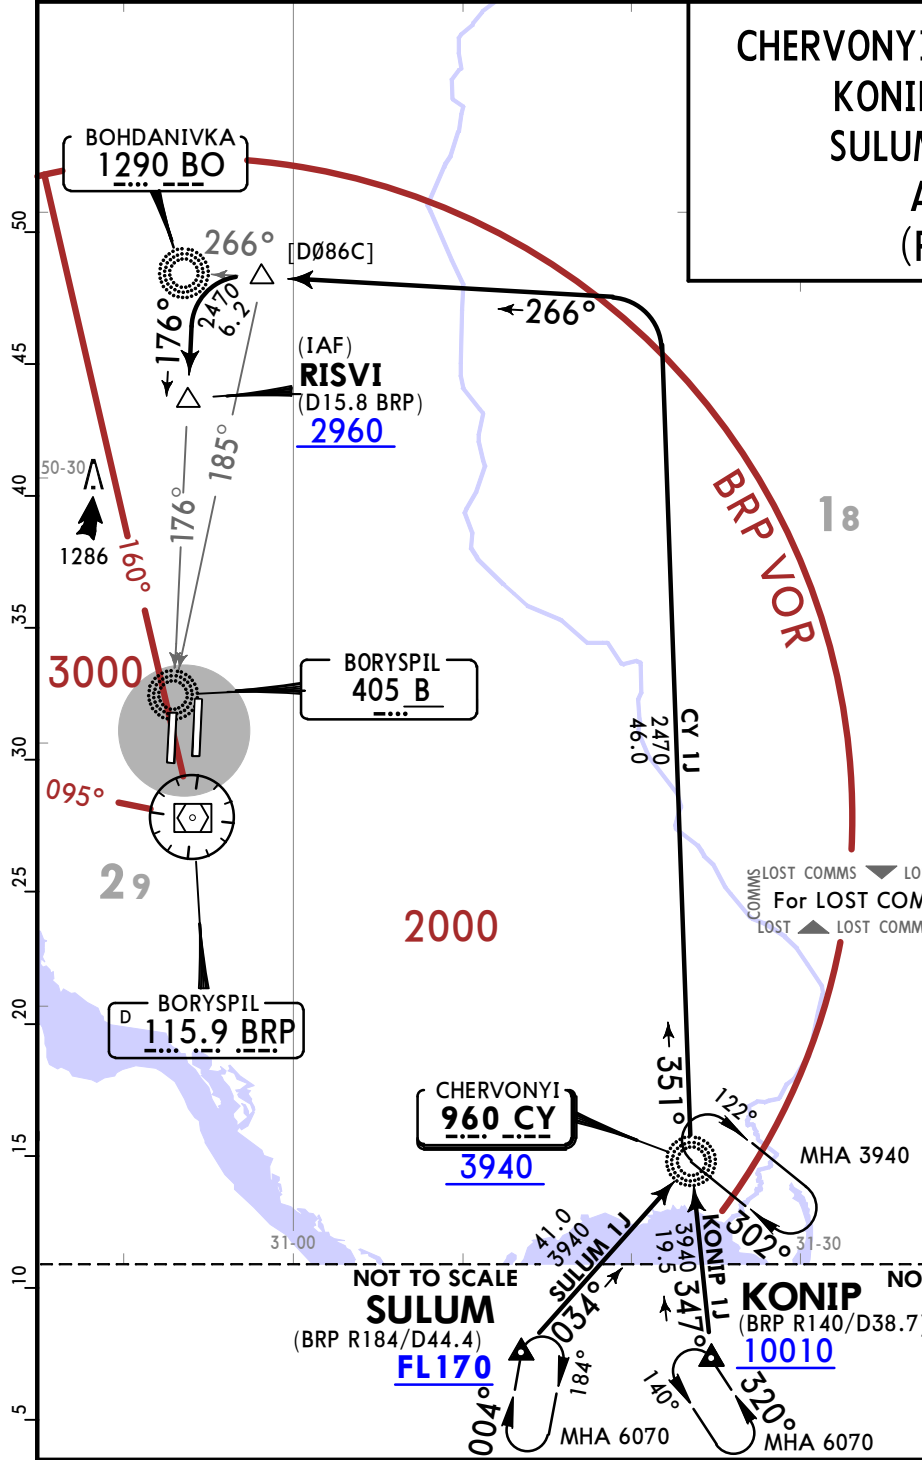 CHERVONYI
KONIP
SULUM
A
(R
BOHDANIVKA
1290 BO
266°
[DØ86C]
2470
6.2
176°
←266°
(IAF)
RISVI
(D15.8 BRP)
2960
185°
176°
50-30
1286
160°
BRP VOR
18
3000
BORYSPIL
405 B
CY 1J
2470
46.0
095°
29
2000
COMMS
LOST COMMS
LO
For LOST COM
LOST
LOST COMM
BORYSPIL
D 115.9 BRP
351°
CHERVONYI
960 CY
3940
122°
MHA 3940
302°
31-00
31-30
41.0
3940
SULUM 1J
034°
KONIP 1J
3940
19.5
347°
NOT TO SCALE
NO
SULUM
(BRP R184/D44.4)
FL170
KONIP
(BRP R140/D38.7)
10010
004°
184°
MHA 6070
140°
320°
MHA 6070
50
45
40
35
30
25
20
15
10
5